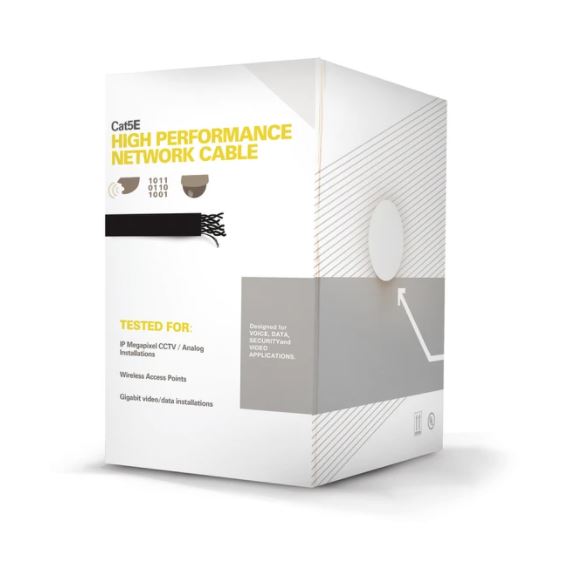 Cat5E
HIGH PERFORMANCE
NETWORK CABLE
1011
0110
1001
TESTED FOR:
IP Megapixel CCTV / Analog
Installations
Wireless Access Points
Gigabit video/data installations
Designed for
VOICE, DATA,
SECURITYand
VIDEO
APPLICATIONS.